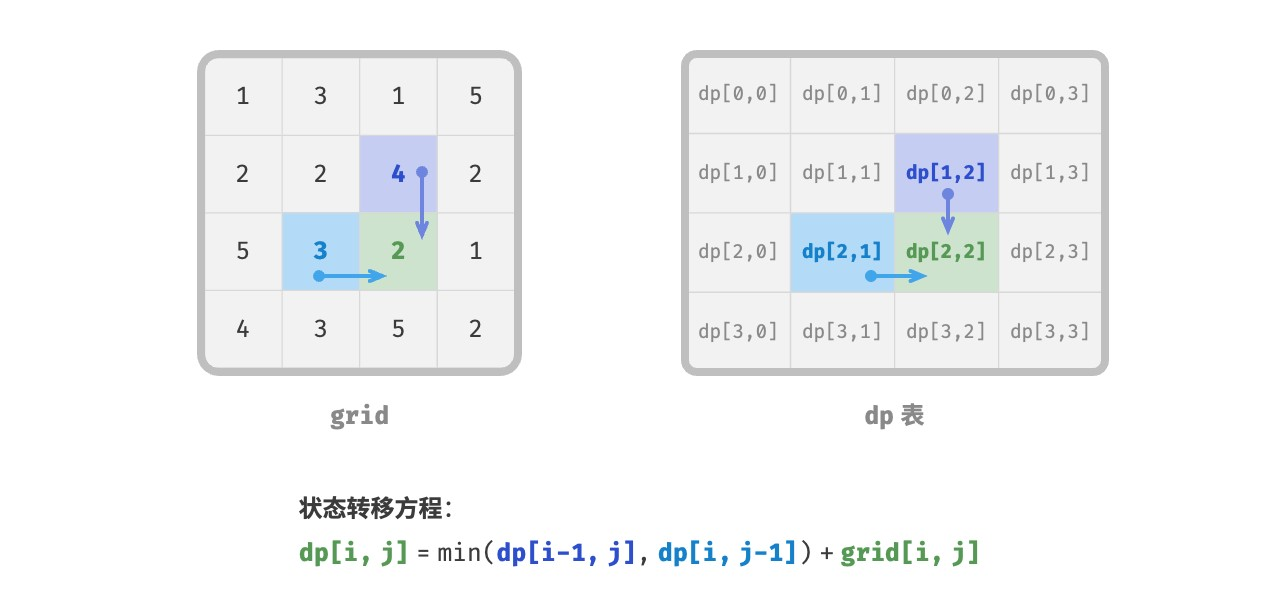 1 3 1 5
2 2 4 2
5 3 2 1
4 3 5 2
grid
dp[0,0] dp[0,1] dp[0,2] dp[0,3]
dp[1,0] dp[1,1] dp[1,2] dp[1,3]
dp[2,0] dp[2,1] dp[2,2] dp[2,3]
dp[3,0] dp[3,1] dp[3,2] dp[3,3]
dp 表
状态转移方程：
dp[i, j] = min(dp[i-1, j], dp[i, j-1]) + grid[i, j]